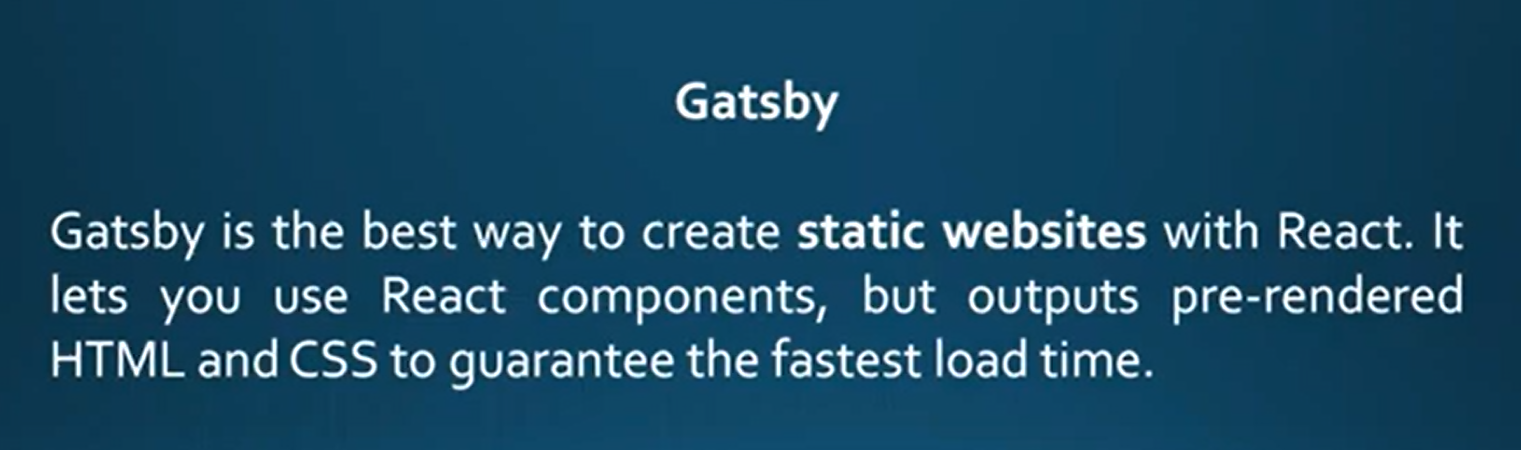 Gatsby
Gatsby is the best way to create static websites with React. It
lets you use React components, but outputs pre-rendered
HTML and CSS to guarantee the fastest load time.